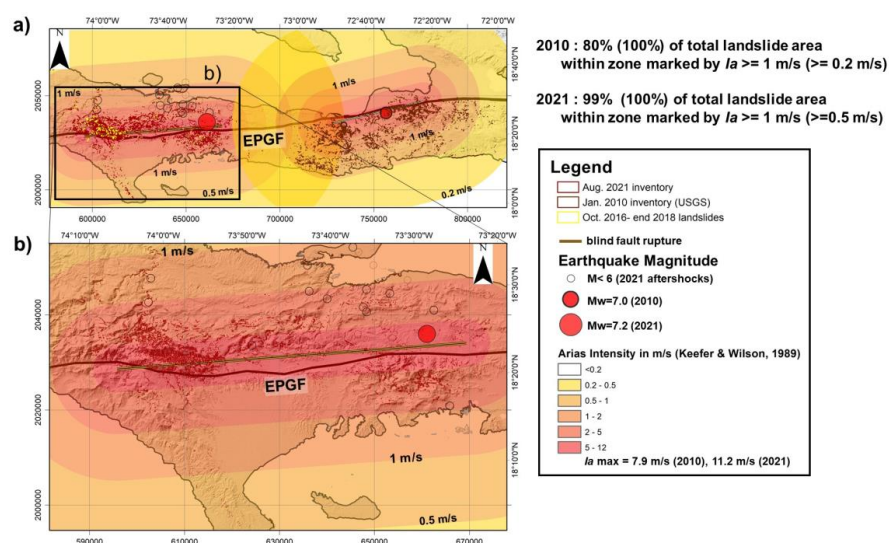 a)
74°0'0"W
73°40'0"W
73°20'0"W
73°0'0"W
72°40'0"W
72°20'0"W
72°0'0"W
N
b)
1 m/s
1 m/s
EPGF
1 m/s
1 m/s
0.5 m/s
0.2 m/s
2050000
2000000
18°40'0"N
18°20'0"N
18°0'0"N
600000
650000
700000
750000
800000
b)
74°10'0"W
74°0'0"W
73°50'0"W
73°40'0"W
73°30'0"W
73°20'0"W
1 m/s
N
EPGF
1 m/s
0.5 m/s
2040000
2020000
2000000
18°30'0"N
18°20'0"N
18°10'0"N
590000
610000
630000
650000
670000
2010 : 80% (100%) of total landslide area
within zone marked by Ia >= 1 m/s (>= 0.2 m/s)
2021 : 99% (100%) of total landslide area
within zone marked by Ia >= 1 m/s (>=0.5 m/s)
Legend
Aug. 2021 inventory
Jan. 2010 inventory (USGS)
Oct. 2016- end 2018 landslides
blind fault rupture
Earthquake Magnitude
M< 6 (2021 aftershocks)
Mw=7.0 (2010)
Mw=7.2 (2021)
Arias Intensity in m/s (Keefer & Wilson, 1989)
<0.2
0.2 - 0.5
0.5 - 1
1 - 2
2 - 5
5 - 12
Ia max = 7.9 m/s (2010), 11.2 m/s (2021)